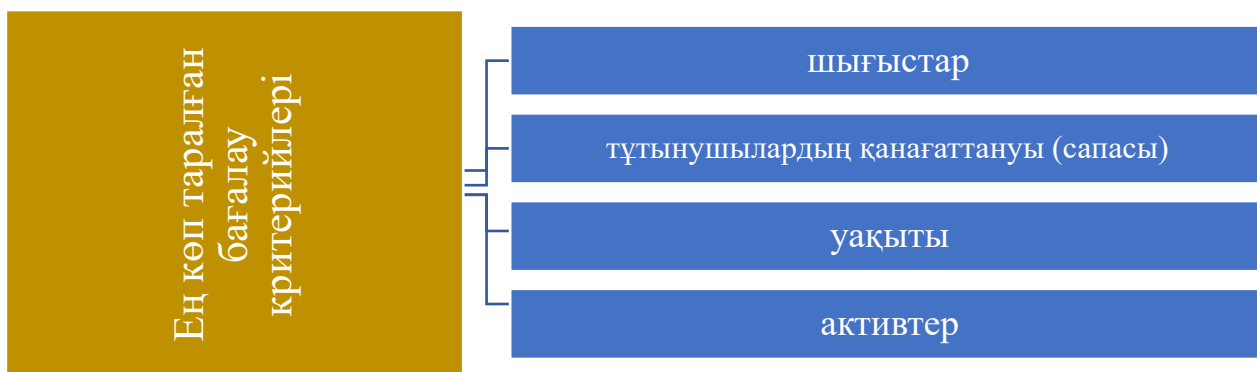 Ең көп таралған
бағалау
критерийлері
шығыстар
тұтынушылардың қанағаттануы (сапасы)
уақыты
активтер